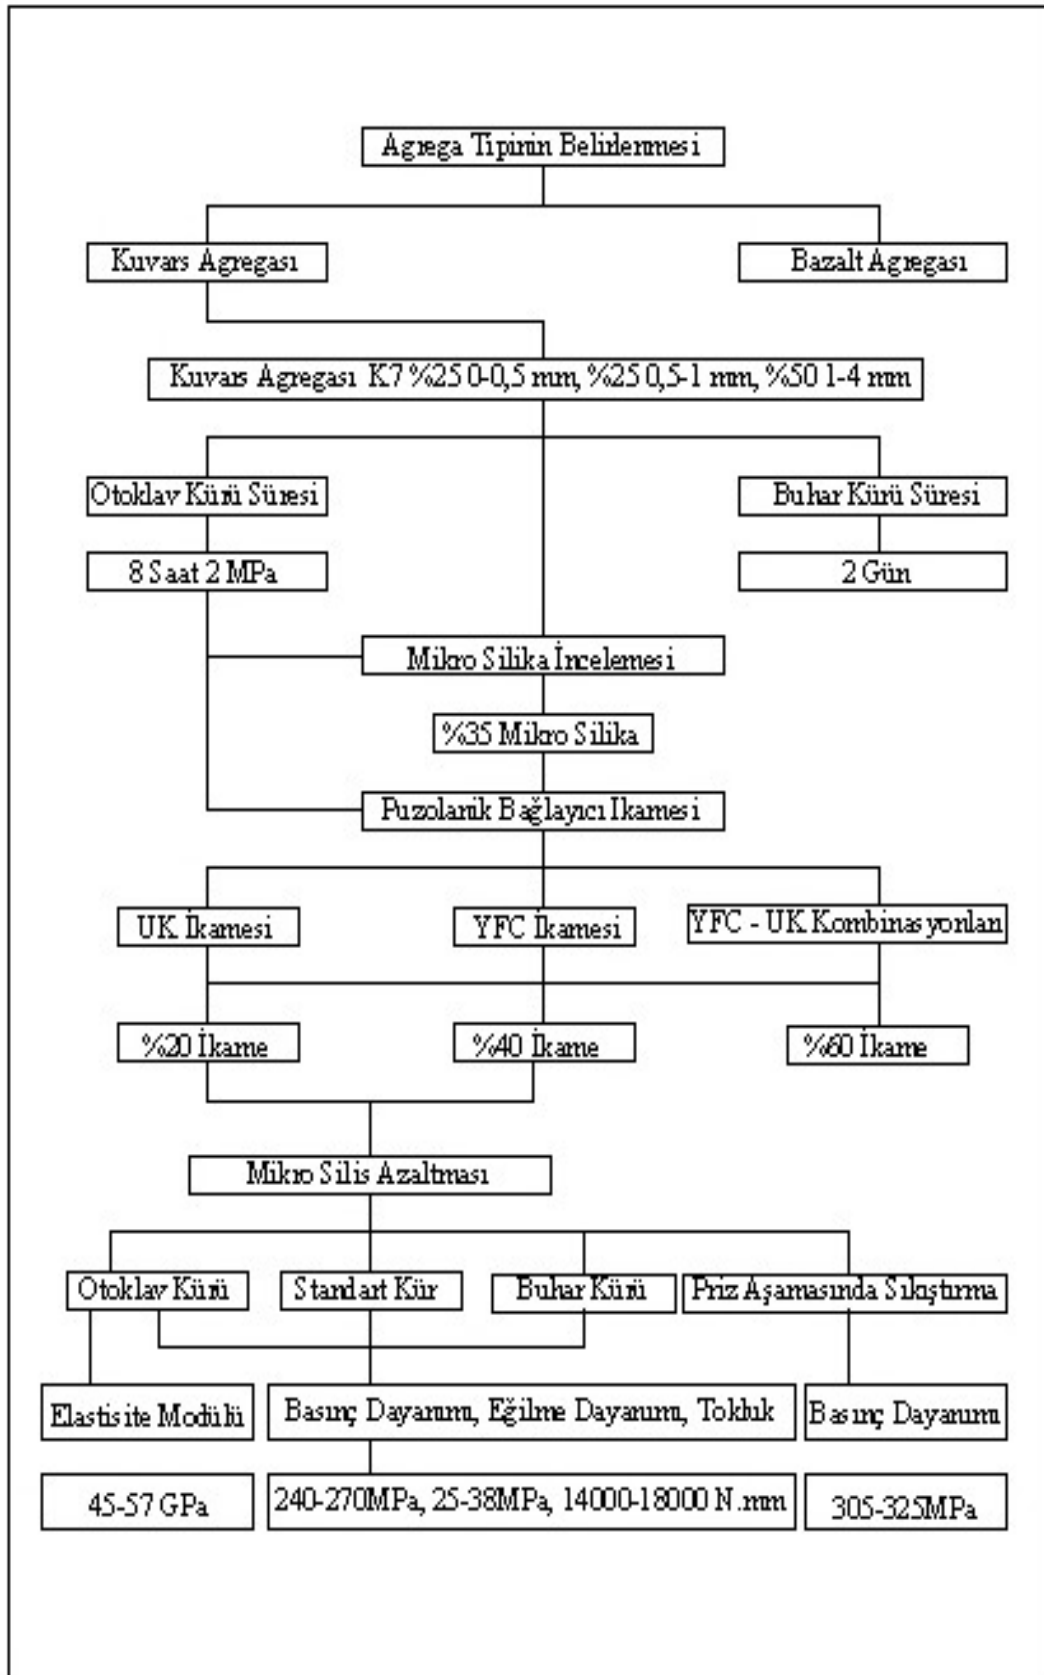 Agrega Tipinin Belirlenmesi
Kuvars Agregası
Bazalt Agregası
Kuvars Agregası K7 %25 0-0,5 mm, %25 0,5-1 mm, %50 1-4 mm
Otoklav Kürü Süresi
Buhar Kürü Süresi
8 Saat 2 MPa
2 Gün
Mikro Silika İncelemesi
%35 Mikro Silika
Puzolanik Bağlayıcı Ikamesi
UK İkamesi
YFC İkamesi
YFC - UK Kombinasyonları
%20 İkame
%40 İkame
%60 İkame
Mikro Silis Azaltması
Otoklav Kürü
Standart Kür
Buhar Kürü
Priz Aşamasında Sıkıştırma
Elastisite Modülü
Basınç Dayanımı, Eğilme Dayanımı, Tokluk
Basınç Dayanımı
45-57 GPa
240-270MPa, 25-38MPa, 14000-18000 N.mm
305-325MPa